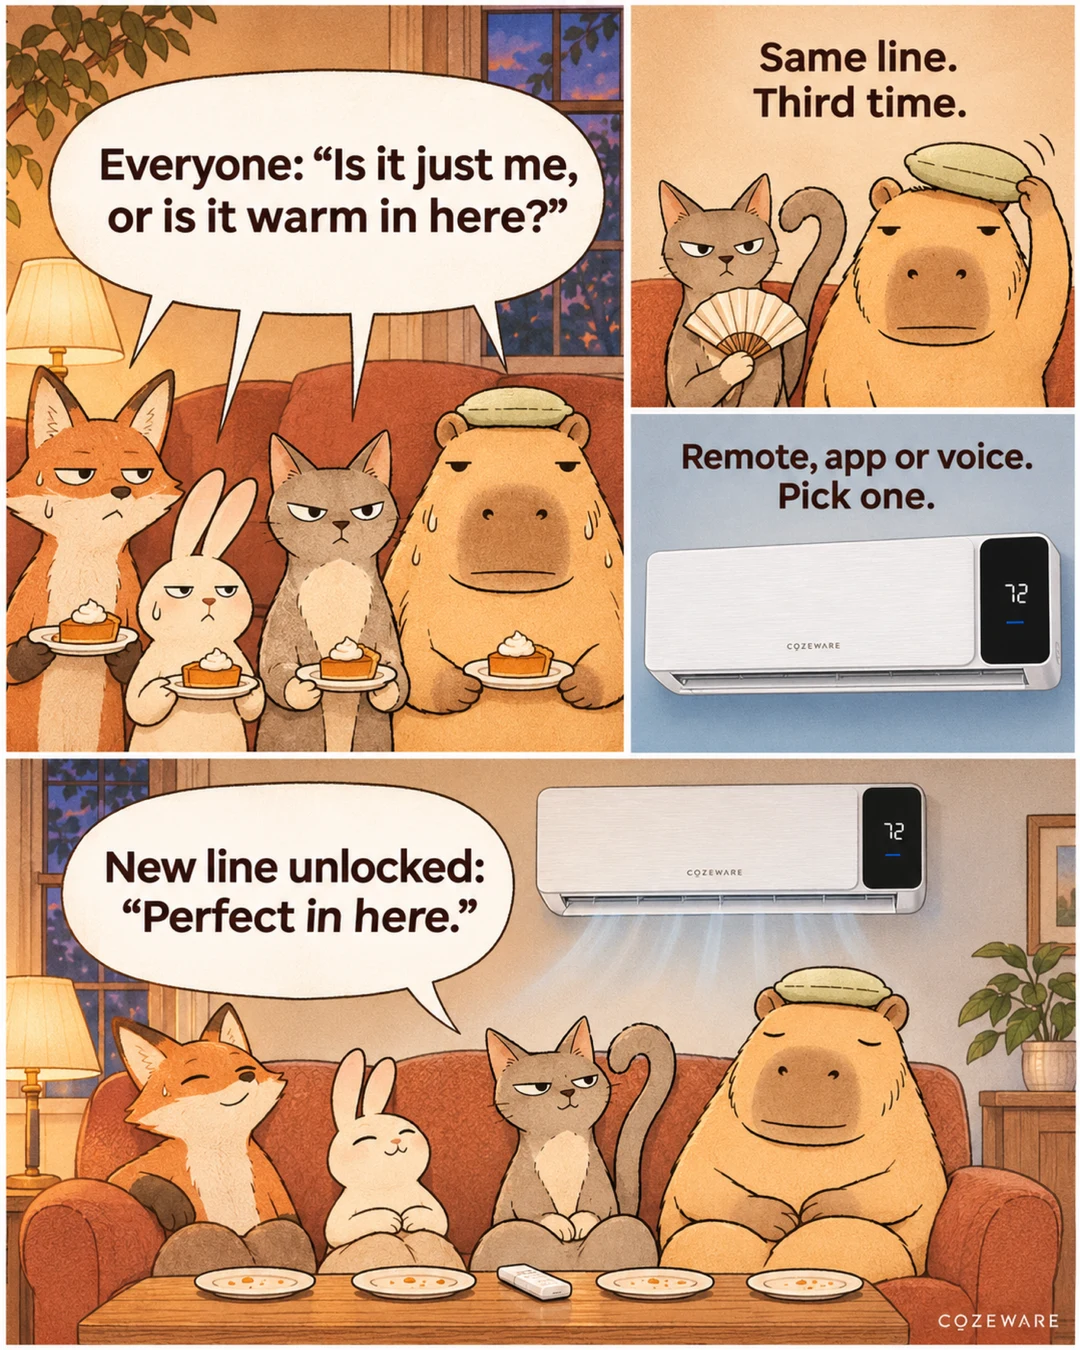 Everyone: “Is it just me,
or is it warm in here?”
Same line.
Third time.
Remote, app or voice.
Pick one.
72
COZEWARE
New line unlocked:
“Perfect in here.”
72
COZEWARE
COZEWARE